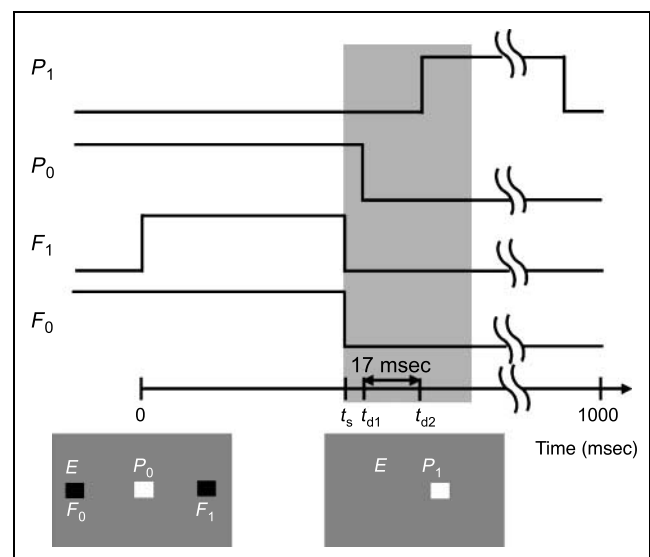 P1
P0
F1
F0
17 msec
0 ts td1 td2 1000
Time (msec)
E P0
F0 F1
E P1